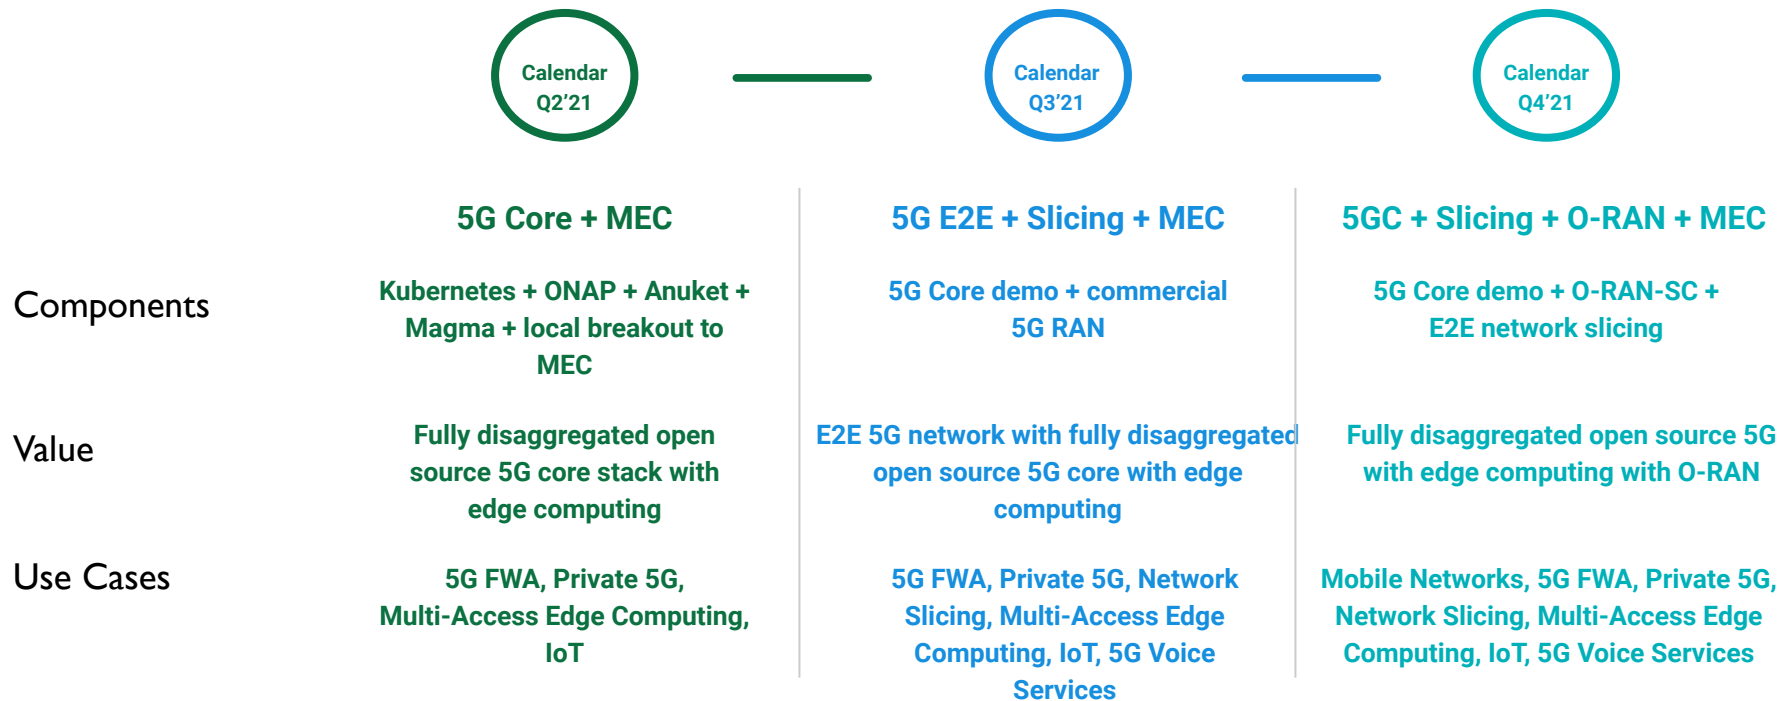 Calendar
Q2’21
Calendar
Q3’21
Calendar
Q4’21
5G Core + MEC
5G E2E + Slicing + MEC
5GC + Slicing + O-RAN + MEC
Components
Kubernetes + ONAP + Anuket +
Magma + local breakout to
MEC
5G Core demo + commercial
5G RAN
5G Core demo + O-RAN-SC +
E2E network slicing
Value
Fully disaggregated open
source 5G core stack with
edge computing
E2E 5G network with fully disaggregated
open source 5G core with edge
computing
Fully disaggregated open source 5G
with edge computing with O-RAN
Use Cases
5G FWA, Private 5G,
Multi-Access Edge Computing,
IoT
5G FWA, Private 5G, Network
Slicing, Multi-Access Edge
Computing, IoT, 5G Voice
Services
Mobile Networks, 5G FWA, Private 5G,
Network Slicing, Multi-Access Edge
Computing, IoT, 5G Voice Services